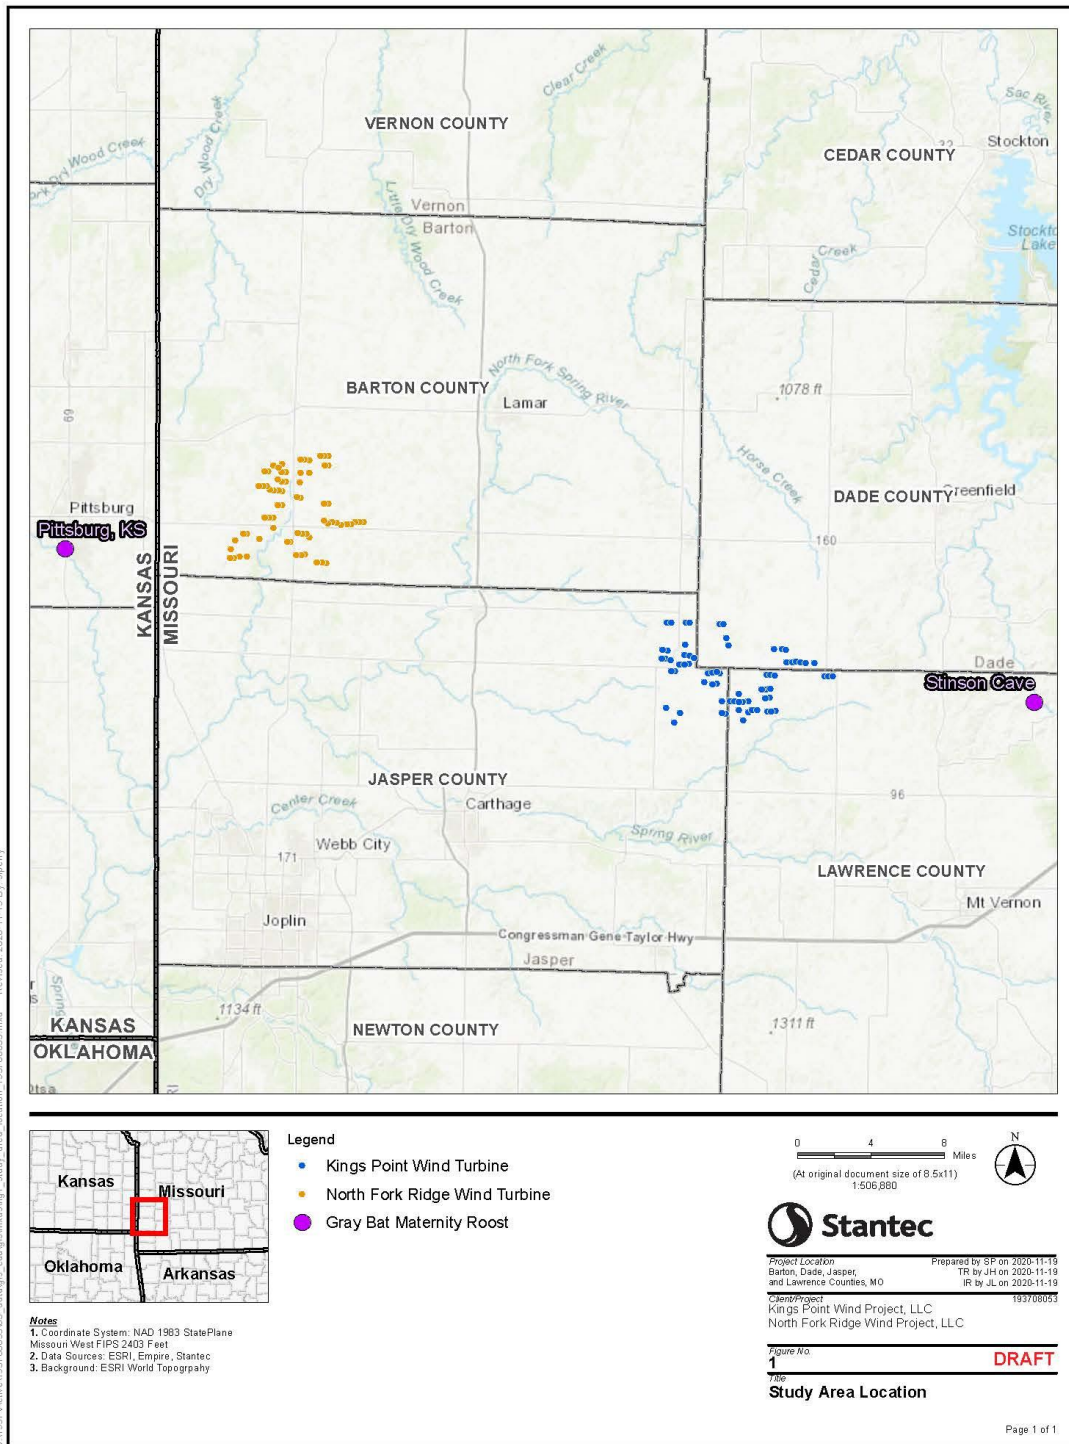 VERNON COUNTY
Clear Creek
CEDAR COUNTY
32
Sac River
Stockton
Dry Wood Creek
Dry Wood Creek
Little Dry Wood Creek
Vernon
Barton
Cedar Creek
Lake
BARTON COUNTY
North Fork Spring River
Lamar
1078 ft
69
Horse Creek
DADE COUNTY
Greenfield
Pittsburg
Pittsburg, KS
160
KANSAS
MISSOURI
Dade
Stinson Cave
JASPER COUNTY
Center Creek
Carthage
96
Webb City
Spring River
171
LAWRENCE COUNTY
Mt Vernon
Joplin
Congressman Gene Taylor Hwy
Jasper
1134 ft
NEWTON COUNTY
1311 ft
KANSAS
OKLAHOMA
Kansas
Missouri
Oklahoma
Arkansas
Legend
Kings Point Wind Turbine
North Fork Ridge Wind Turbine
Gray Bat Maternity Roost
0 4 8
Miles
(At original document size of 8.5x11)
1:506,880
N
Stantec
Project Location
Barton, Dade, Jasper,
and Lawrence Counties, MO
Prepared by SP on 2020-11-19
TR by JH on 2020-11-19
IR by JL on 2020-11-19
Client/Project
193708053
Kings Point Wind Project, LLC
North Fork Ridge Wind Project, LLC
Figure No.
1
DRAFT
Title
Study Area Location
Notes
1. Coordinate System: NAD 1983 StatePlane
Missouri West FIPS 2403 Feet
2. Data Sources: ESRI, Empire, Stantec
3. Background: ESRI World Topogrpahy
Page 1 of 1